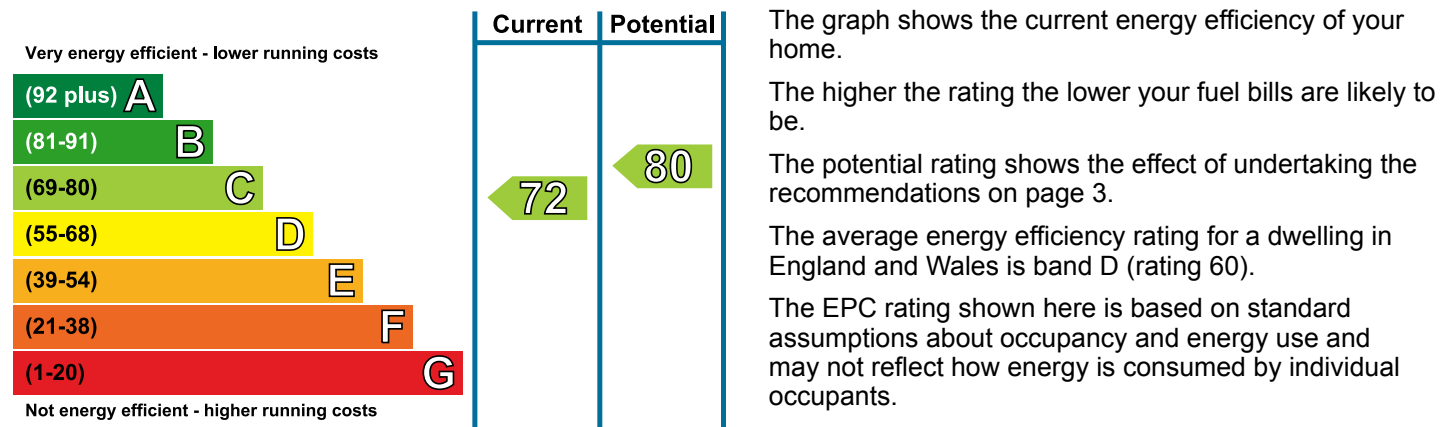 Current Potential
Very energy efficient - lower running costs
(92 plus) A
(81-91) B
(69-80) C
(55-68) D
(39-54) E
(21-38) F
(1-20) G
Not energy efficient - higher running costs
72
80
The graph shows the current energy efficiency of your
home.
The higher the rating the lower your fuel bills are likely to
be.
The potential rating shows the effect of undertaking the
recommendations on page 3.
The average energy efficiency rating for a dwelling in
England and Wales is band D (rating 60).
The EPC rating shown here is based on standard
assumptions about occupancy and energy use and
may not reflect how energy is consumed by individual
occupants.